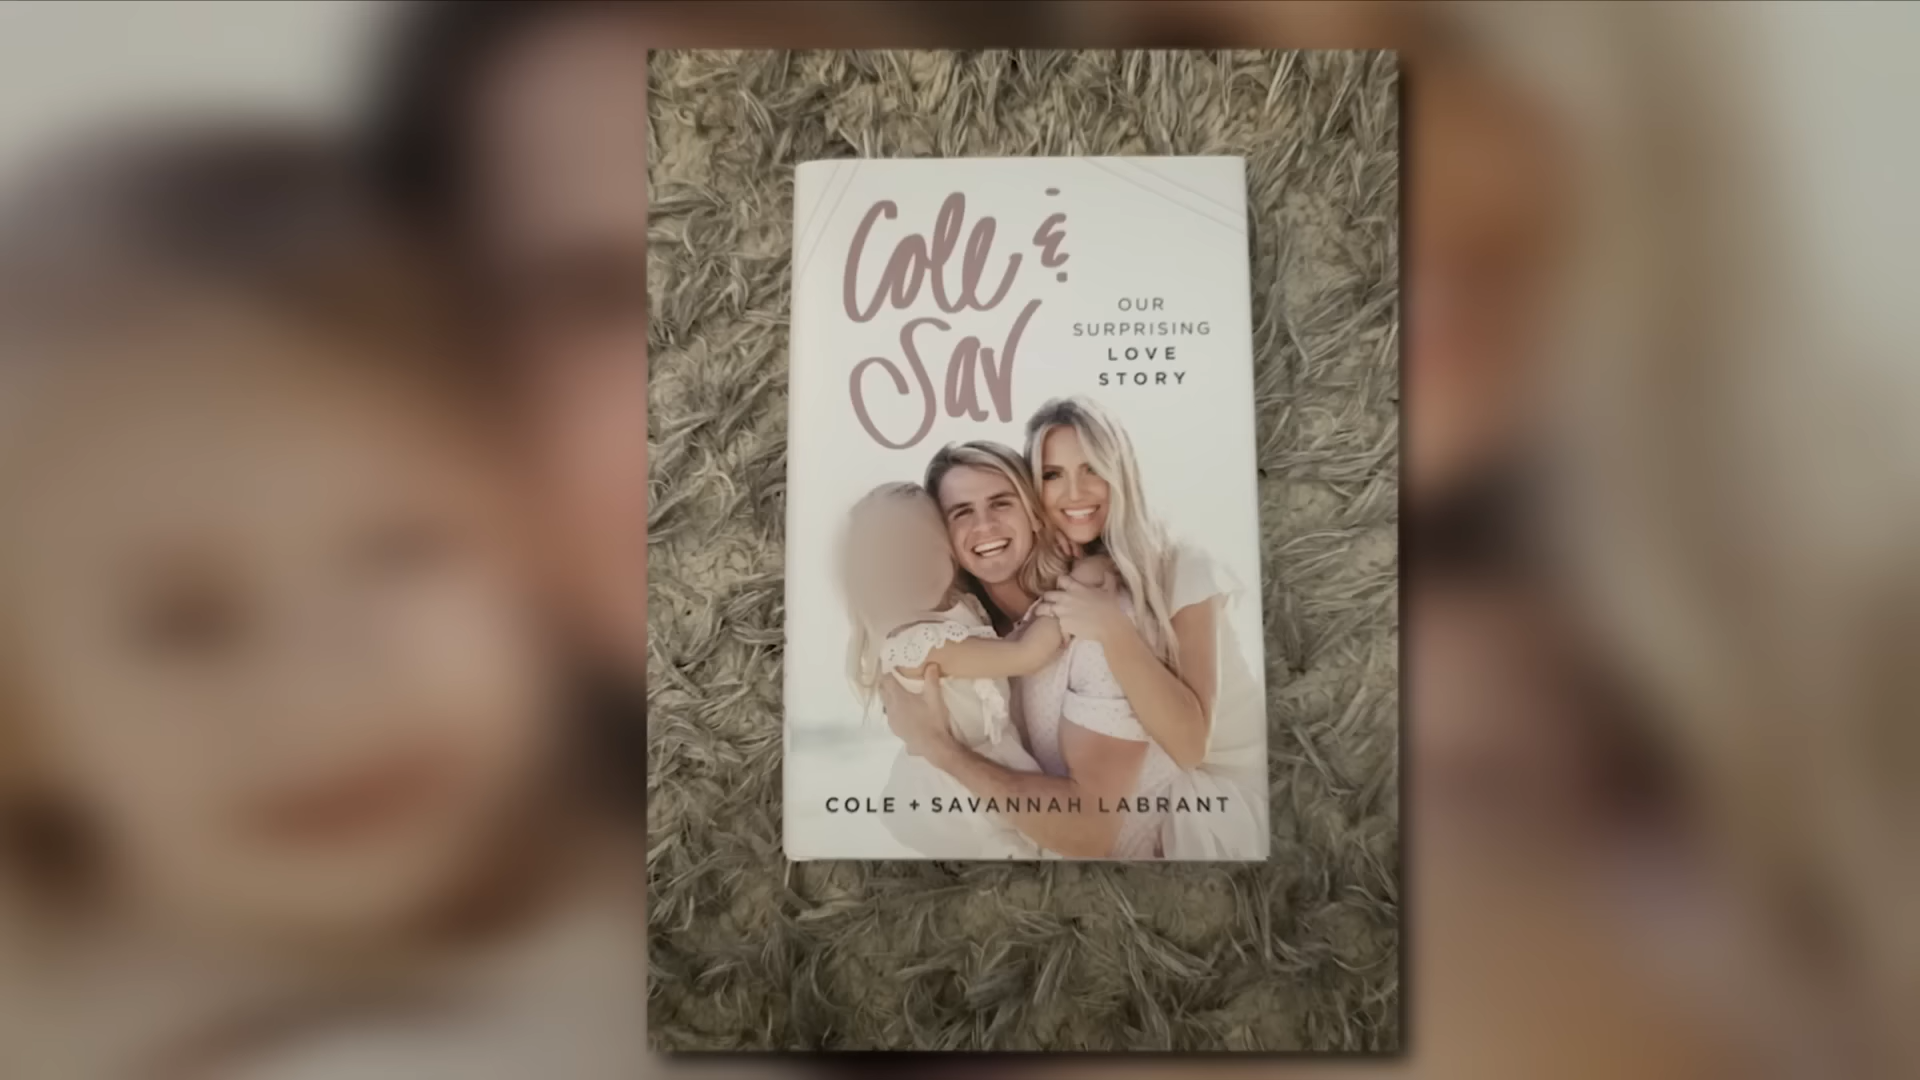 Cole &
Sav
OUR
SURPRISING
LOVE
STORY
COLE + SAVANNAH LABRANT